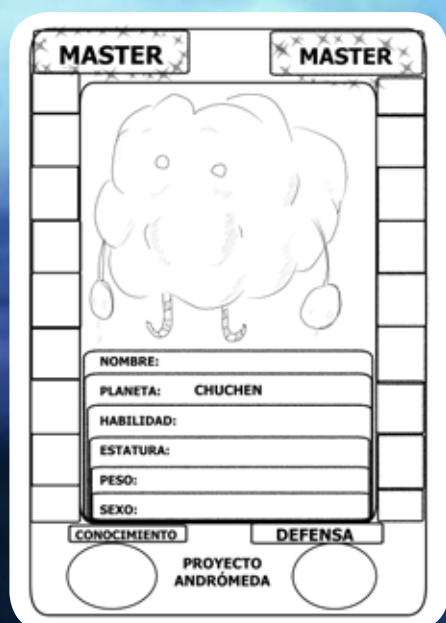 MASTER MASTER
NOMBRE:
PLANETA: CHUCHEN
HABILIDAD:
ESTATURA:
PESO:
SEXO:
CONOCIMIENTO DEFENSA
PROYECTO
ANDRÓMEDA